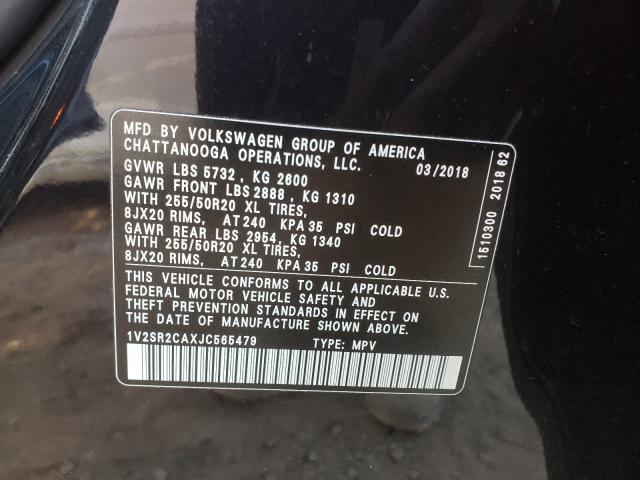 MFD BY VOLKSWAGEN GROUP OF AMERICA
CHATTANOOGA OPERATIONS, LLC.
03/2018
GVWR LBS 5732 , KG 2600
GAWR FRONT LBS 2888 , KG 1310
WITH 255/50R20 XL TIRES,
8JX20 RIMS, AT 240 KPA 35 PSI COLD
GAWR REAR LBS 2954, KG 1340
WITH 255/50R20 XL TIRES,
8JX20 RIMS, AT 240 KPA 35 PSI COLD
THIS VEHICLE CONFORMS TO ALL APPLICABLE U.S.
FEDERAL MOTOR VEHICLE SAFETY AND
THEFT PREVENTION STANDARDS IN EFFECT ON
THE DATE OF MANUFACTURE SHOWN ABOVE.
1V2SR2CAXJC565479 TYPE: MPV
1510300 2018 62